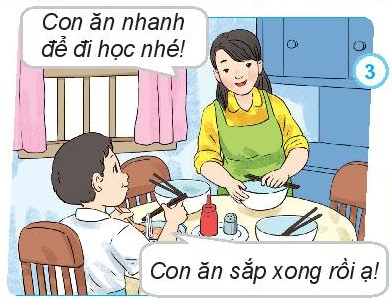 Con ăn nhanh
để đi học nhé!
3
Con ăn sắp xong rồi ạ!